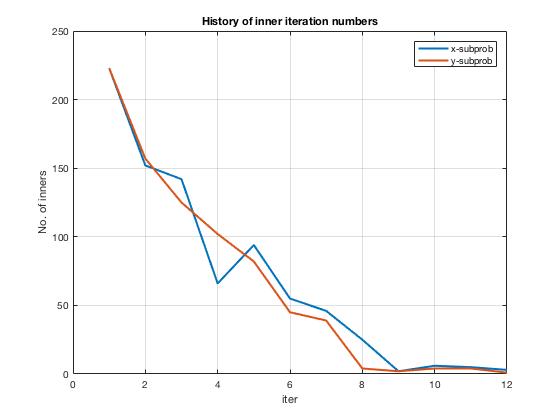 History of inner iteration numbers
x-subprob
y-subprob
250
200
150
100
50
0
No. of inners
0 2 4 6 8 10 12
iter